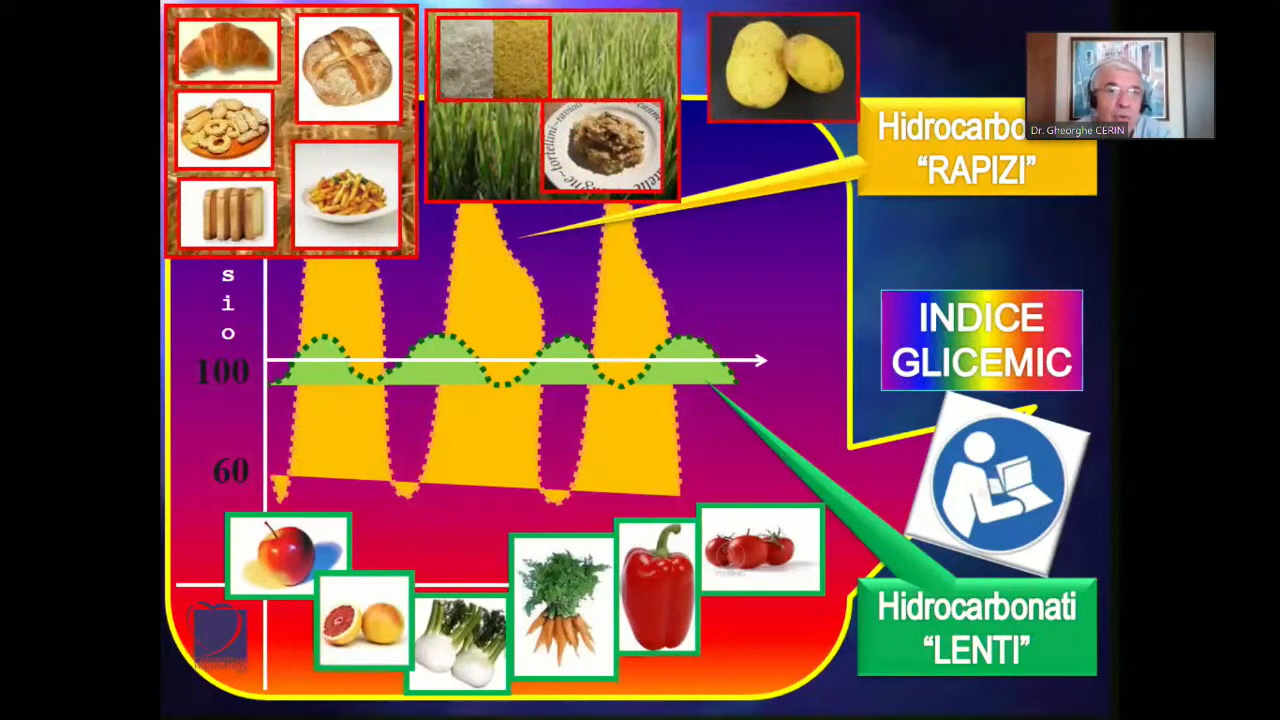 Hidrocarbo
"RAPIZI"
Dr. Gheorghe CERIN
s
i
o
100
60
INDICE
GLICEMIC
Hidrocarbonati
"LENTI"